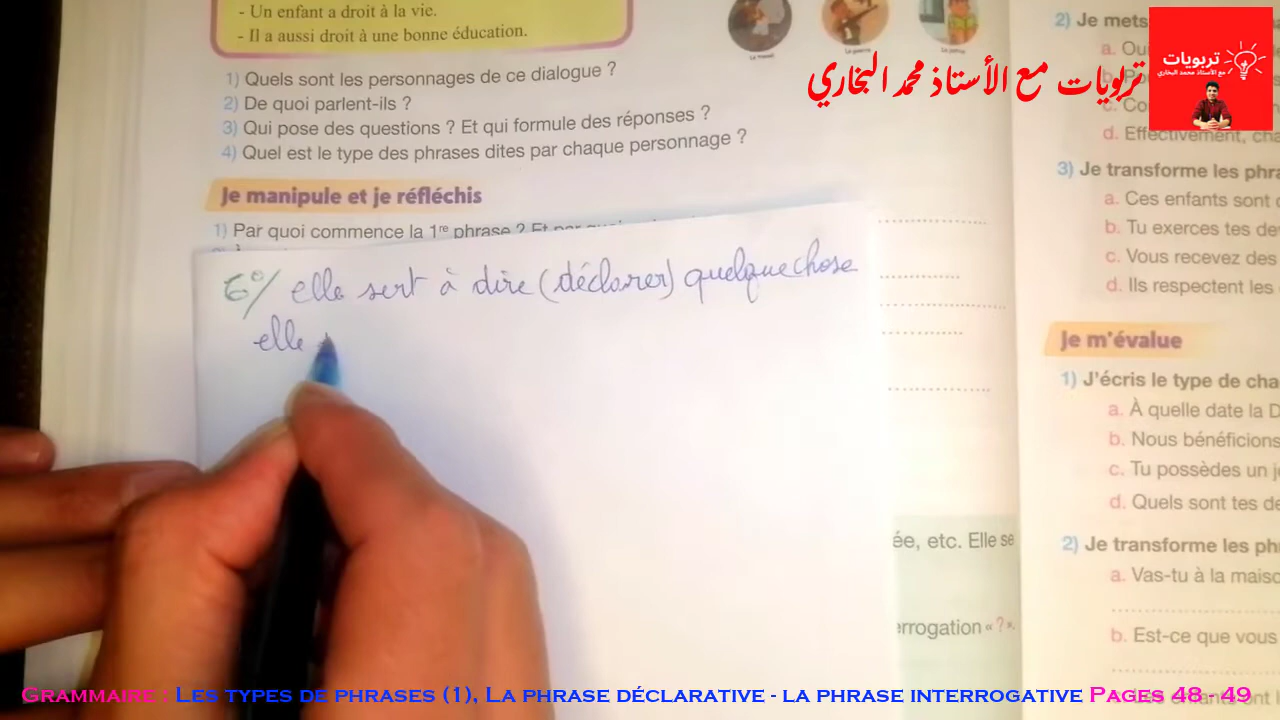 - Un enfant a droit à la vie.
- Il a aussi droit à une bonne éducation.
1) Quels sont les personnages de ce dialogue ?
2) De quoi parlent-ils ?
3) Qui pose des questions ? Et qui formule des réponses ?
4) Quel est le type des phrases dites par chaque personnage ?
Je manipule et je réfléchis
1) Par quoi commence la 1re phrase ? Et par
6°/ elle sert à dire (déclarer) quelque chose
elle
ée, etc. Elle se
errogation « ? ».
تربويات مع الأستاذ محمد البخاري
تربويات
مع الأستاذ محمد البخاري
2) Je mets
a. Ou
d. Effectivement, cha
3) Je transforme les phra
a. Ces enfants sont
b. Tu exerces tes de
c. Vous recevez des
d. Ils respectent les
Je m'évalue
1) J'écris le type de cha
a. À quelle date la D
b. Nous bénéficions
c. Tu possèdes un je
d. Quels sont tes de
2) Je transforme les ph
a. Vas-tu à la maiso
b. Est-ce que vous
Grammaire : Les types de phrases (1), La phrase déclarative - la phrase interrogative Pages 48 - 49